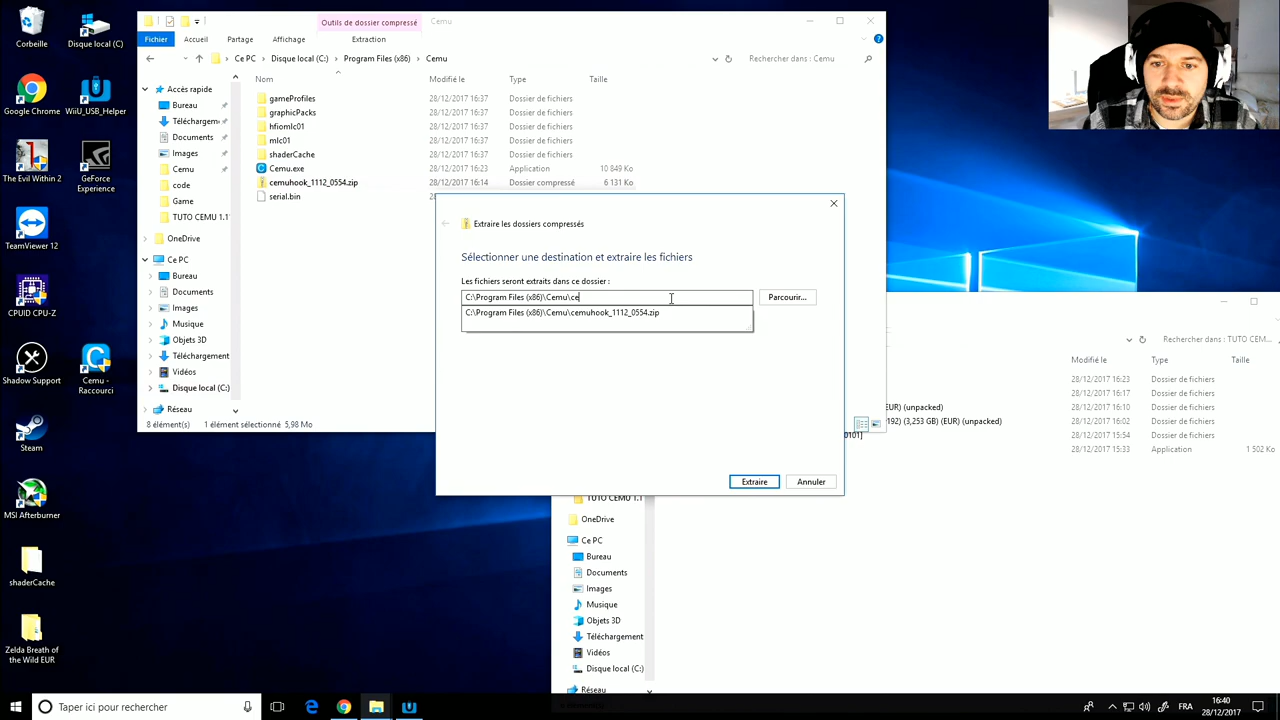 Corbeille
Disque local (C:)
Outils de dossier compressé
Cemu
Fichier
Accueil
Partage
Affichage
Extraction
Ce PC
Disque local (C:)
Program Files (x86)
Cemu
Rechercher dans : Cemu
Nom
Modifié le
Type
Taille
Accès rapide
Bureau
Téléchargem
Documents
Images
Cemu
code
Game
TUTO CEMU 1.1
OneDrive
Ce PC
Bureau
Documents
Images
Musique
Objets 3D
Téléchargement
Vidéos
Disque local (C:)
Réseau
gameProfiles 28/12/2017 16:37 Dossier de fichiers
graphicPacks 28/12/2017 16:37 Dossier de fichiers
hfiomlc01 28/12/2017 16:37 Dossier de fichiers
mlc01 28/12/2017 16:37 Dossier de fichiers
shaderCache 28/12/2017 16:37 Dossier de fichiers
Cemu.exe 28/12/2017 16:23 Application 10 849 Ko
cemuhook_1112_0554.zip 28/12/2017 16:14 Dossier compressé 6 131 Ko
serial.bin
8 élément(s) 1 élément sélectionné 5,98 Mo
WiiU_USB_Helper
GeForce
Experience
TeamViewer 12
CPUID CPU-Z
Shadow Support
Cemu -
Raccourci
Steam
MSI Afterburner
shaderCache
Zelda Breath of
the Wild EUR
Extraire les dossiers compressés
Sélectionner une destination et extraire les fichiers
Les fichiers seront extraits dans ce dossier :
C:\Program Files (x86)\Cemu\ce
Parcourir...
C:\Program Files (x86)\Cemu\cemuhook_1112_0554.zip
Extraire
Annuler
Rechercher dans : TUTO CEM...
Modifié le
Type
Taille
28/12/2017 16:23 Dossier de fichiers
28/12/2017 16:17 Dossier de fichiers
EUR) (unpacked) 28/12/2017 16:10 Dossier de fichiers
192) (3,253 GB) (EUR) (unpacked) 28/12/2017 16:02 Dossier de fichiers
0101] 28/12/2017 15:54 Dossier de fichiers
28/12/2017 15:33 Application 1 502 Ko
TUTO CEMU 1.1
OneDrive
Ce PC
Bureau
Documents
Images
Musique
Objets 3D
Téléchargement
Vidéos
Disque local (C:)
Réseau
Taper ici pour rechercher
FRA
16:40
28/12/2017